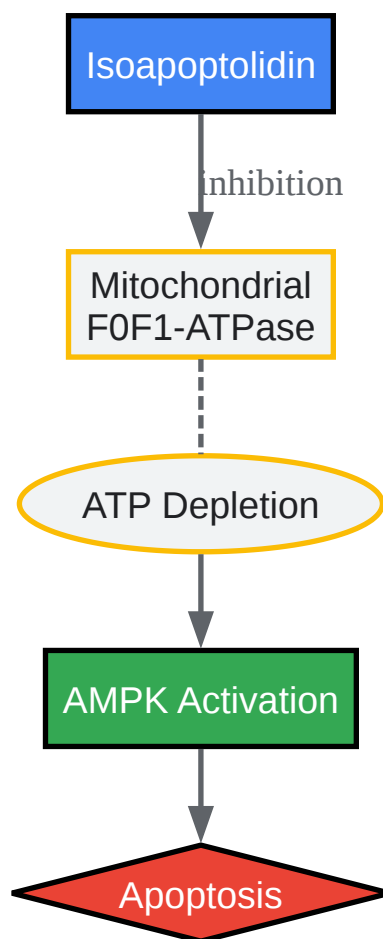 Isoapoptolidin
inhibition
Mitochondrial
F0F1-ATPase
ATP Depletion
AMPK Activation
Apoptosis